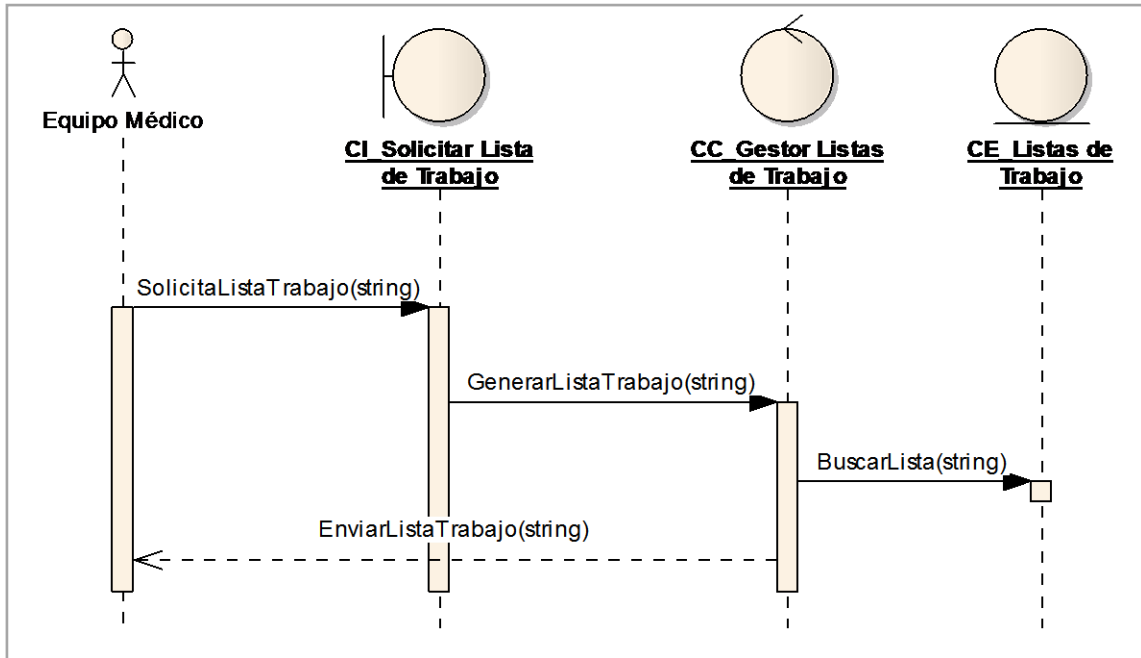 Equipo Médico
CI_Solicitar Lista
de Trabajo
CC_Gestor Listas
de Trabajo
CE_Listas de
Trabajo
SolicitaListaTrabajo(string)
GenerarListaTrabajo(string)
BuscarLista(string)
EnviarListaTrabajo(string)